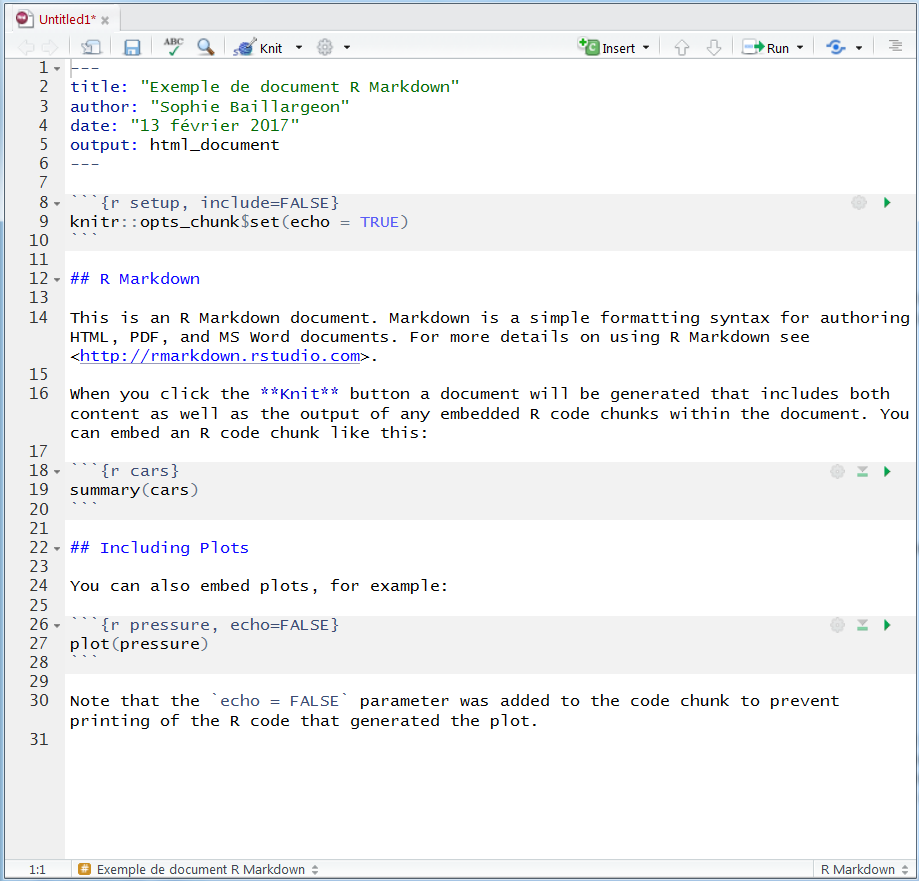 Untitled1*
ABC Knit Insert Run
1 ---
2 title: "Exemple de document R Markdown"
3 author: "Sophie Baillargeon"
4 date: "13 février 2017"
5 output: html_document
6 ---
7
8 ```{r setup, include=FALSE}
9 knitr::opts_chunk$set(echo = TRUE)
10 ```
11
12 ## R Markdown
13
14 This is an R Markdown document. Markdown is a simple formatting syntax for authoring
HTML, PDF, and MS Word documents. For more details on using R Markdown see
<http://rmarkdown.rstudio.com>.
15
16 When you click the **Knit** button a document will be generated that includes both
content as well as the output of any embedded R code chunks within the document. You
can embed an R code chunk like this:
17
18 ```{r cars}
19 summary(cars)
20 ```
21
22 ## Including Plots
23
24 You can also embed plots, for example:
25
26 ```{r pressure, echo=FALSE}
27 plot(pressure)
28 ```
29
30 Note that the `echo = FALSE` parameter was added to the code chunk to prevent
printing of the R code that generated the plot.
31
1:1 # Exemple de document R Markdown R Markdown